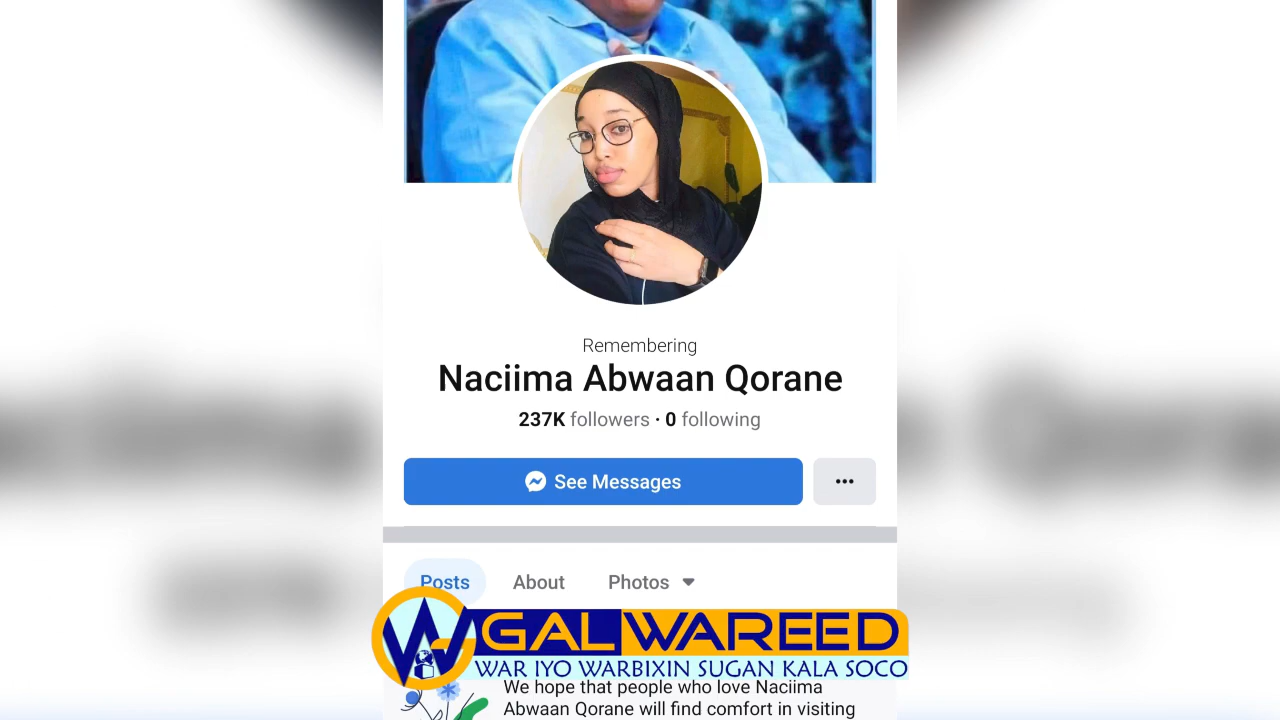 Remembering
Naciima Abwaan Qorane
237K followers · 0 following
See Messages
Posts
About
Photos
GALWAREED
WAR IYO WARBIXIN SUGAN KALA SOCO
We hope that people who love Naciima
Abwaan Qorane will find comfort in visiting